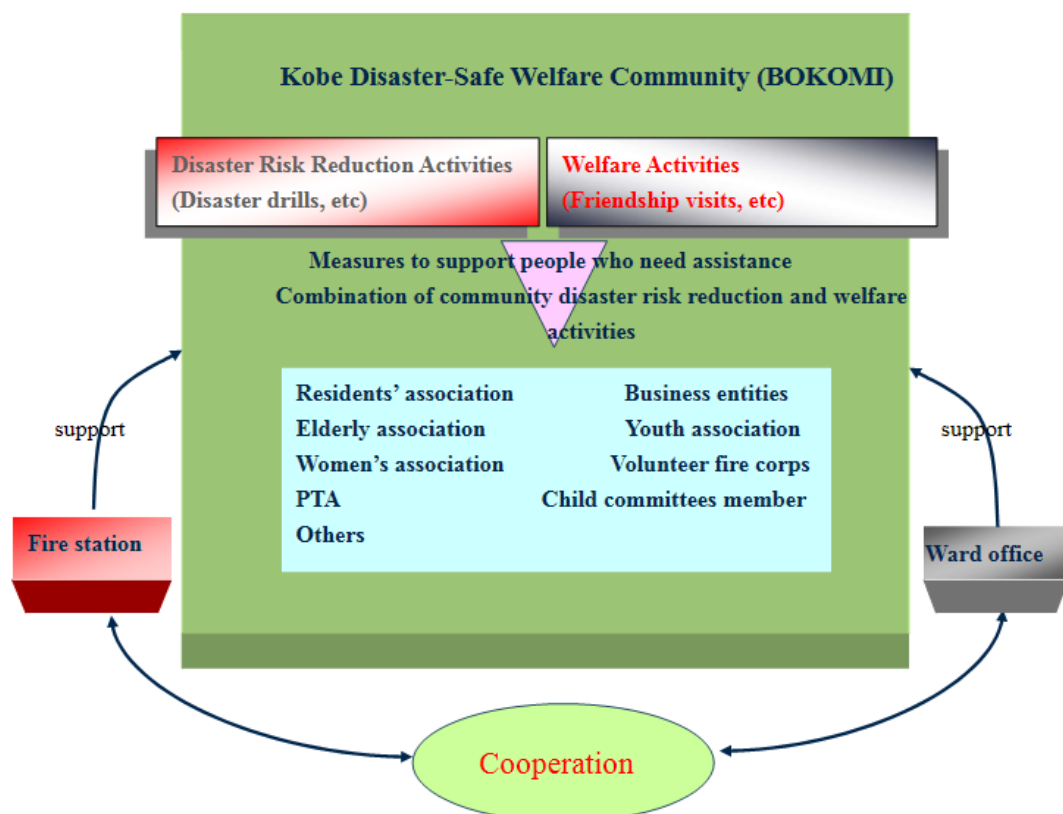 Kobe Disaster-Safe Welfare Community (BOKOMI)
Disaster Risk Reduction Activities
(Disaster drills, etc)
Welfare Activities
(Friendship visits, etc)
Measures to support people who need assistance
Combination of community disaster risk reduction and welfare
activities
Residents’ association Business entities
Elderly association Youth association
Women’s association Volunteer fire corps
PTA Child committees member
Others
support
support
Fire station
Ward office
Cooperation